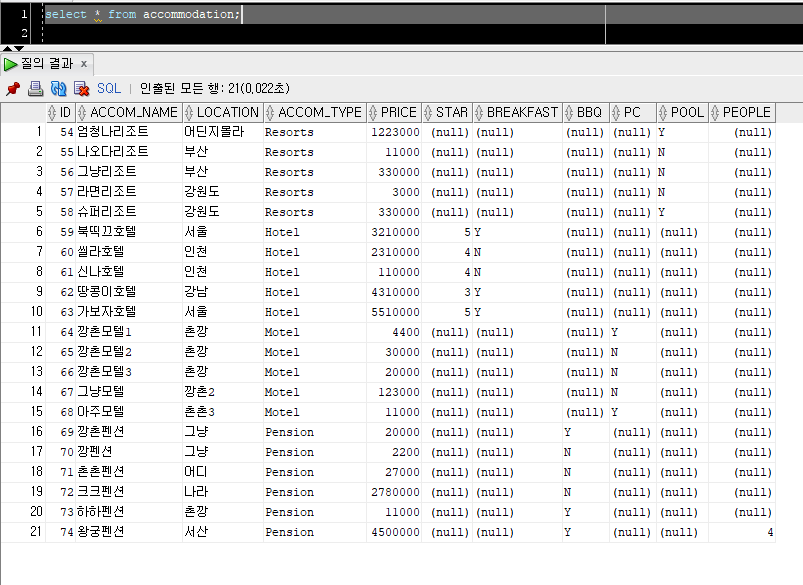 1 select * from accommodation;
2
질의 결과 x
SQL | 인출된 모든 행: 21(0,022초)
ID ACCOM_NAME LOCATION ACCOM_TYPE PRICE STAR BREAKFAST BBQ PC POOL PEOPLE
1 54 엄청나리조트 어딘지몰라 Resorts 1223000 (null) (null) (null) (null) Y (null)
2 55 나오다리조트 부산 Resorts 11000 (null) (null) (null) (null) N (null)
3 56 그냥리조트 부산 Resorts 330000 (null) (null) (null) (null) N (null)
4 57 라면리조트 강원도 Resorts 3000 (null) (null) (null) (null) N (null)
5 58 슈퍼리조트 강원도 Resorts 330000 (null) (null) (null) (null) Y (null)
6 59 북떡끄호텔 서울 Hotel 3210000 5 Y (null) (null) (null) (null)
7 60 씰라호텔 인천 Hotel 2310000 4 N (null) (null) (null) (null)
8 61 신나호텔 인천 Hotel 110000 4 N (null) (null) (null) (null)
9 62 땅콩이호텔 강남 Hotel 4310000 3 Y (null) (null) (null) (null)
10 63 가보자호텔 서울 Hotel 5510000 5 Y (null) (null) (null) (null)
11 64 깡촌모텔1 촌깡 Motel 4400 (null) (null) (null) Y (null) (null)
12 65 깡촌모텔2 촌깡 Motel 30000 (null) (null) (null) N (null) (null)
13 66 깡촌모텔3 촌깡 Motel 20000 (null) (null) (null) N (null) (null)
14 67 그냥모텔 깡촌2 Motel 123000 (null) (null) (null) N (null) (null)
15 68 아주모텔 촌촌3 Motel 11000 (null) (null) (null) Y (null) (null)
16 69 깡촌펜션 그냥 Pension 20000 (null) (null) Y (null) (null) (null)
17 70 깡펜션 그냥 Pension 2200 (null) (null) N (null) (null) (null)
18 71 촌촌펜션 어디 Pension 27000 (null) (null) N (null) (null) (null)
19 72 크크펜션 나라 Pension 2780000 (null) (null) N (null) (null) (null)
20 73 하하펜션 촌깡 Pension 11000 (null) (null) Y (null) (null) (null)
21 74 왕궁펜션 서산 Pension 4500000 (null) (null) Y (null) (null) 4